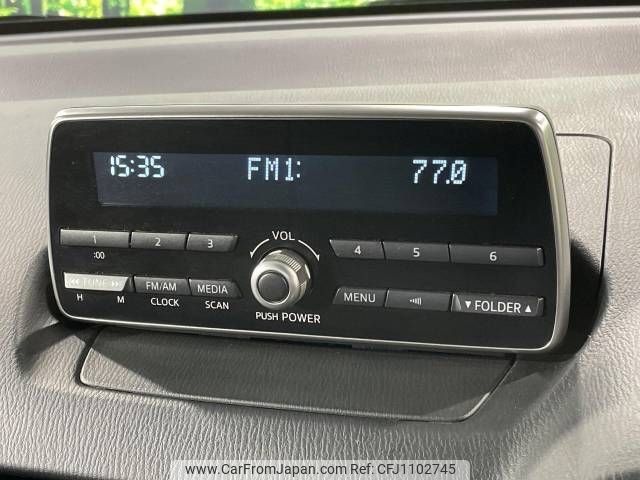 15:35 FM1: 77.0
VOL
1 2 3 4 5 6
:00
TUNE FM/AM MEDIA MENU ▼ FOLDER ▲
H M CLOCK SCAN PUSH POWER
www.CarFromJapan.com | © CarFromJapan | CFJ1102745